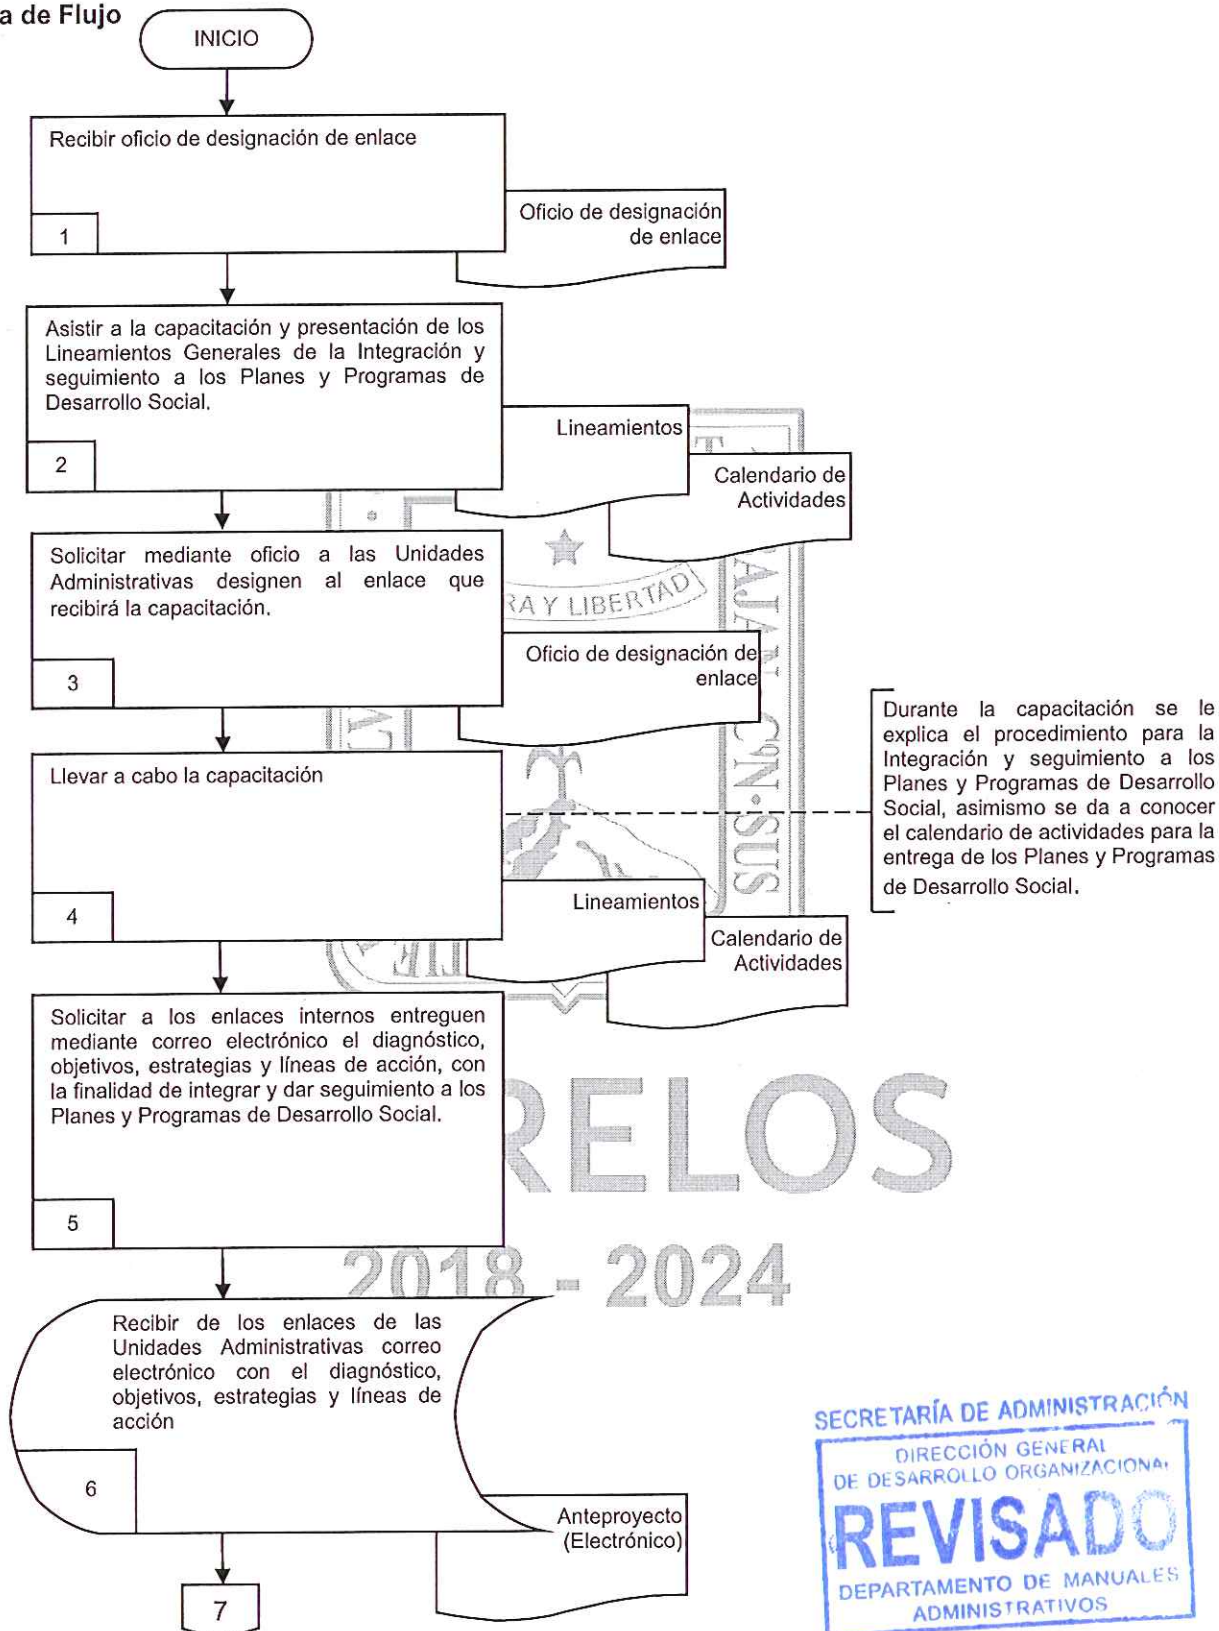 a de Flujo
INICIO
Recibir oficio de designación de enlace
1
Oficio de designación
de enlace
Asistir a la capacitación y presentación de los
Lineamientos Generales de la Integración y
seguimiento a los Planes y Programas de
Desarrollo Social.
2
Lineamientos
Calendario de
Actividades
Solicitar mediante oficio a las Unidades
Administrativas designen al enlace que
recibirá la capacitación.
3
RA Y LIBERTAD
Oficio de designación de
enlace
Llevar a cabo la capacitación
4
Durante la capacitación se le
explica el procedimiento para la
Integración y seguimiento a los
Planes y Programas de Desarrollo
Social, asimismo se da a conocer
el calendario de actividades para la
entrega de los Planes y Programas
de Desarrollo Social.
AJAN CON•SUS
Lineamientos
Calendario de
Actividades
Solicitar a los enlaces internos entreguen
mediante correo electrónico el diagnóstico,
objetivos, estrategias y líneas de acción, con
la finalidad de integrar y dar seguimiento a los
Planes y Programas de Desarrollo Social.
5
RELOS
2018 - 2024
Recibir de los enlaces de las
Unidades Administrativas correo
electrónico con el diagnóstico,
objetivos, estrategias y líneas de
acción
6
Anteproyecto
(Electrónico)
7
SECRETARÍA DE ADMINISTRACIÓN
DIRECCIÓN GENERAL
DE DESARROLLO ORGANIZACIONAL
REVISADO
DEPARTAMENTO DE MANUALES
ADMINISTRATIVOS